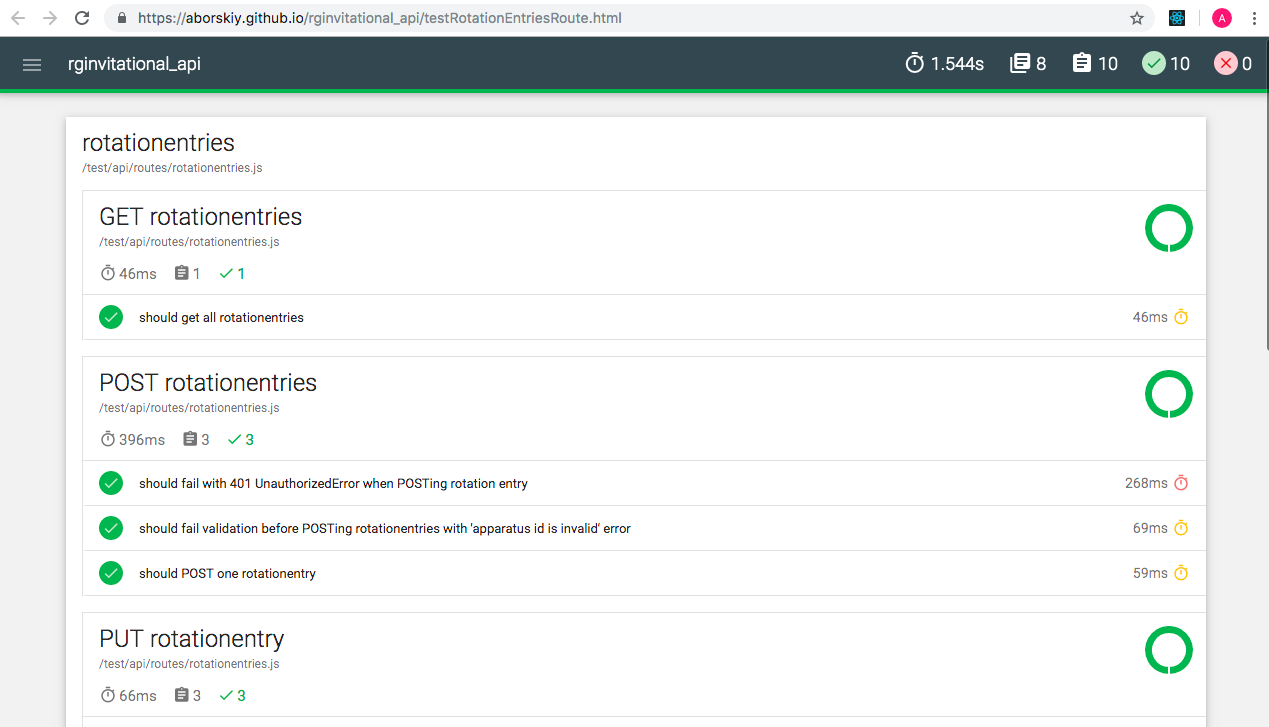 https://aborskiy.github.io/rginvitational_api/testRotationEntriesRoute.html
A
rginvitational_api
1.544s 8 10 10 0
rotationentries
/test/api/routes/rotationentries.js
GET rotationentries
/test/api/routes/rotationentries.js
46ms 1 1
should get all rotationentries 46ms
POST rotationentries
/test/api/routes/rotationentries.js
396ms 3 3
should fail with 401 UnauthorizedError when POSTing rotation entry 268ms
should fail validation before POSTing rotationentries with 'apparatus id is invalid' error 69ms
should POST one rotationentry 59ms
PUT rotationentry
/test/api/routes/rotationentries.js
66ms 3 3